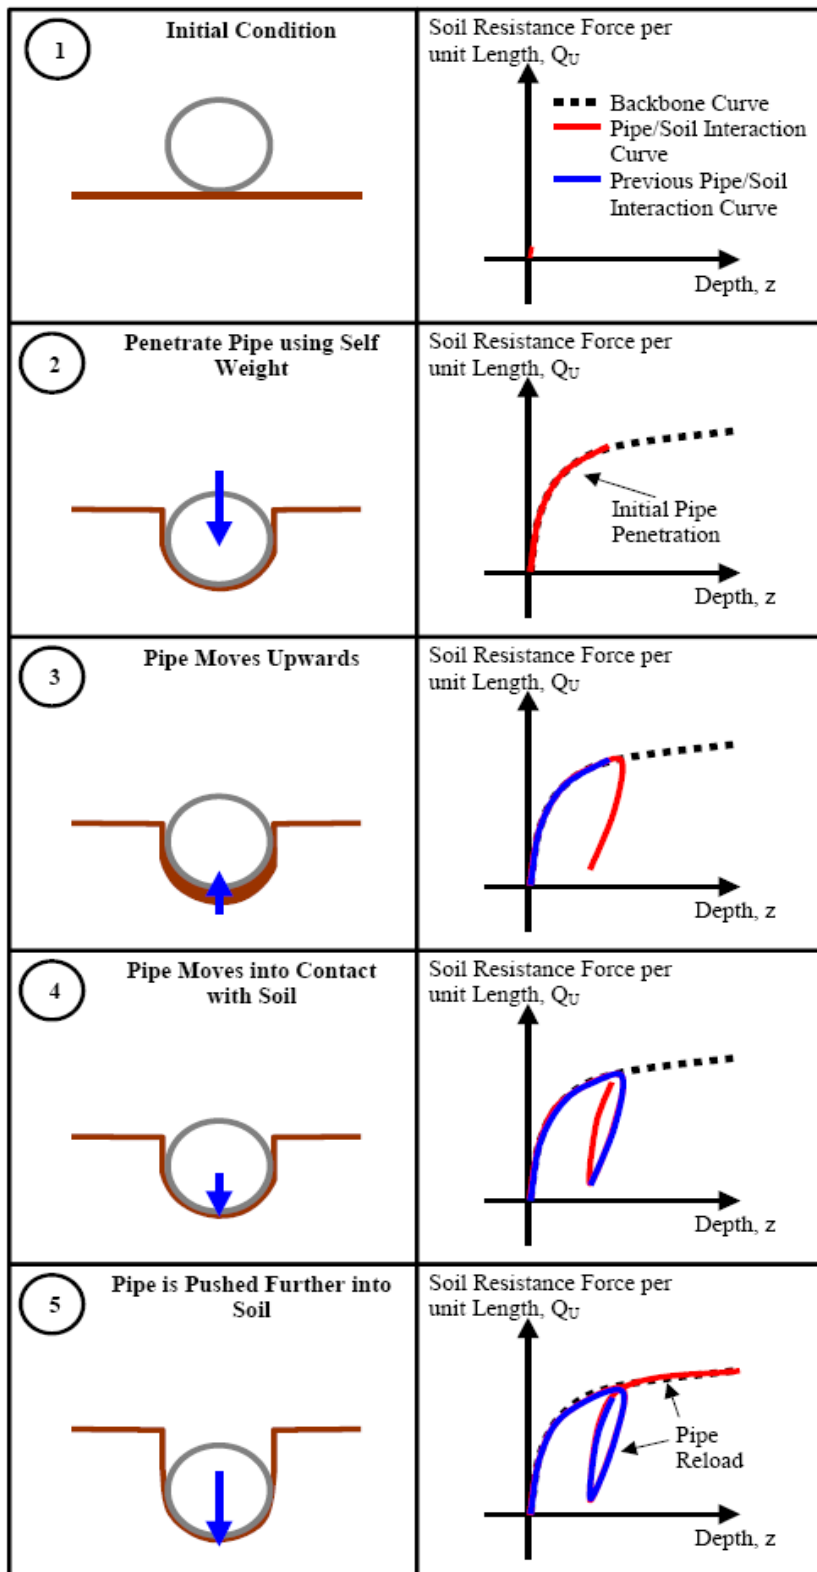 1
Initial Condition
Soil Resistance Force per
unit Length, QU
Backbone Curve
Pipe/Soil Interaction
Curve
Previous Pipe/Soil
Interaction Curve
Depth, z
2
Penetrate Pipe using Self
Weight
Soil Resistance Force per
unit Length, QU
Initial Pipe
Penetration
Depth, z
3
Pipe Moves Upwards
Soil Resistance Force per
unit Length, QU
Depth, z
4
Pipe Moves into Contact
with Soil
Soil Resistance Force per
unit Length, QU
Depth, z
5
Pipe is Pushed Further into
Soil
Soil Resistance Force per
unit Length, QU
Pipe
Reload
Depth, z